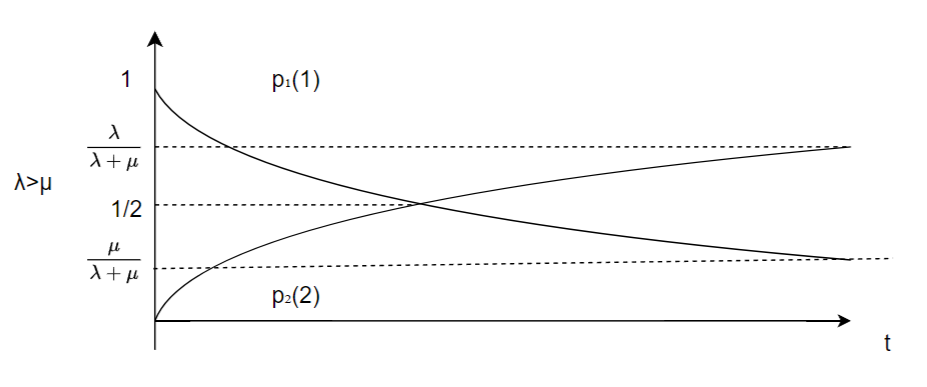 1
p₁(1)
λ
λ + μ
λ>μ
1/2
μ
λ + μ
p₂(2)
t